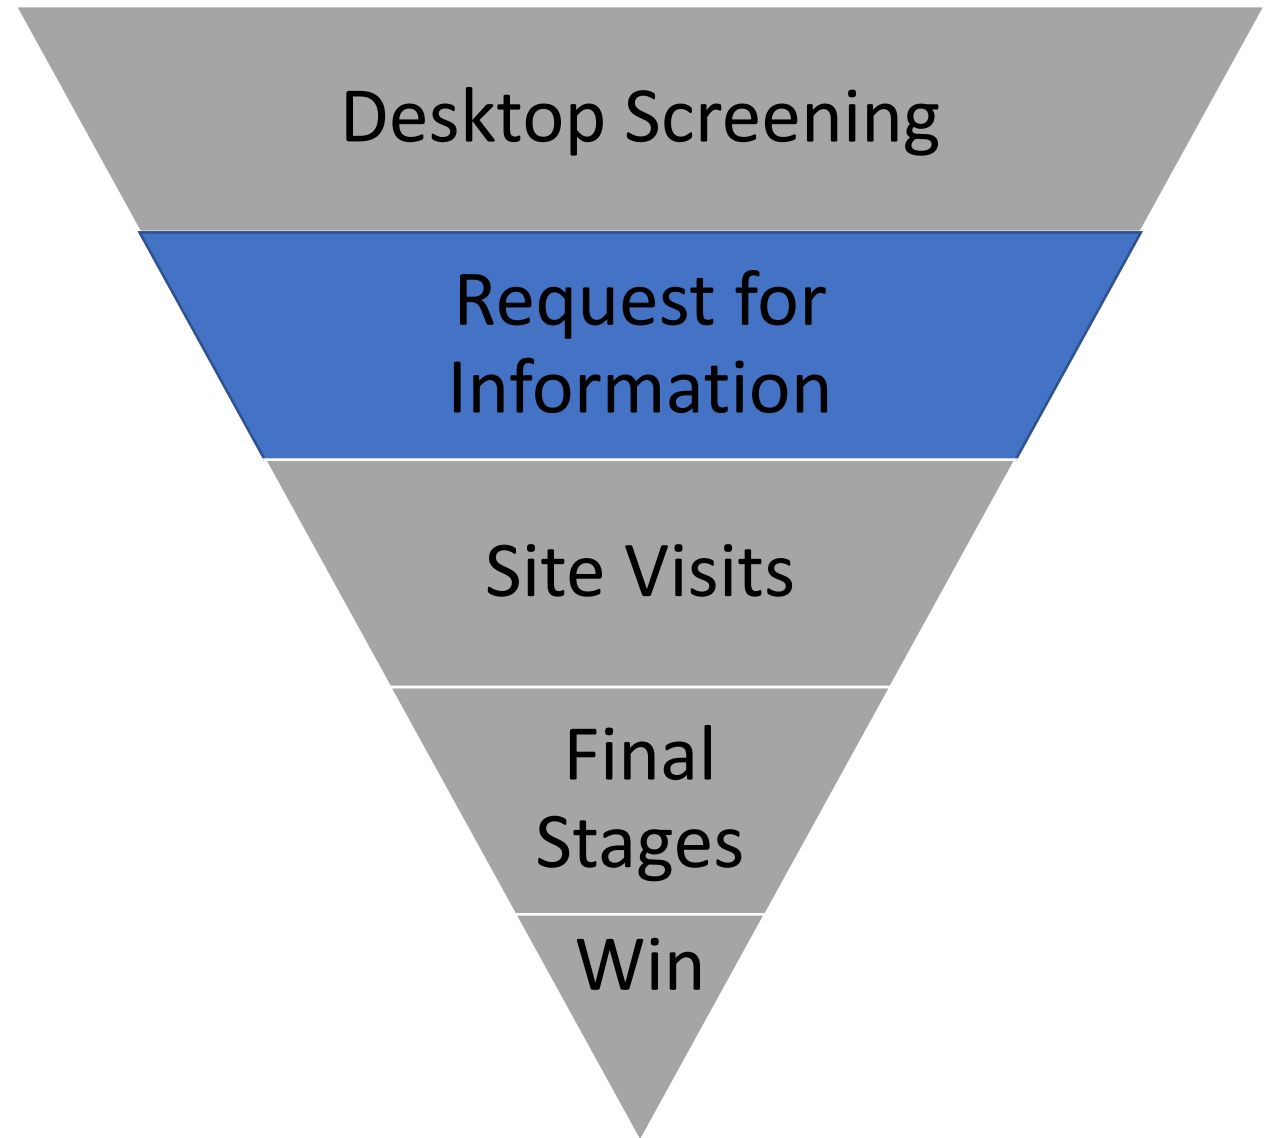 Desktop Screening
Request for
Information
Site Visits
Final
Stages
Win